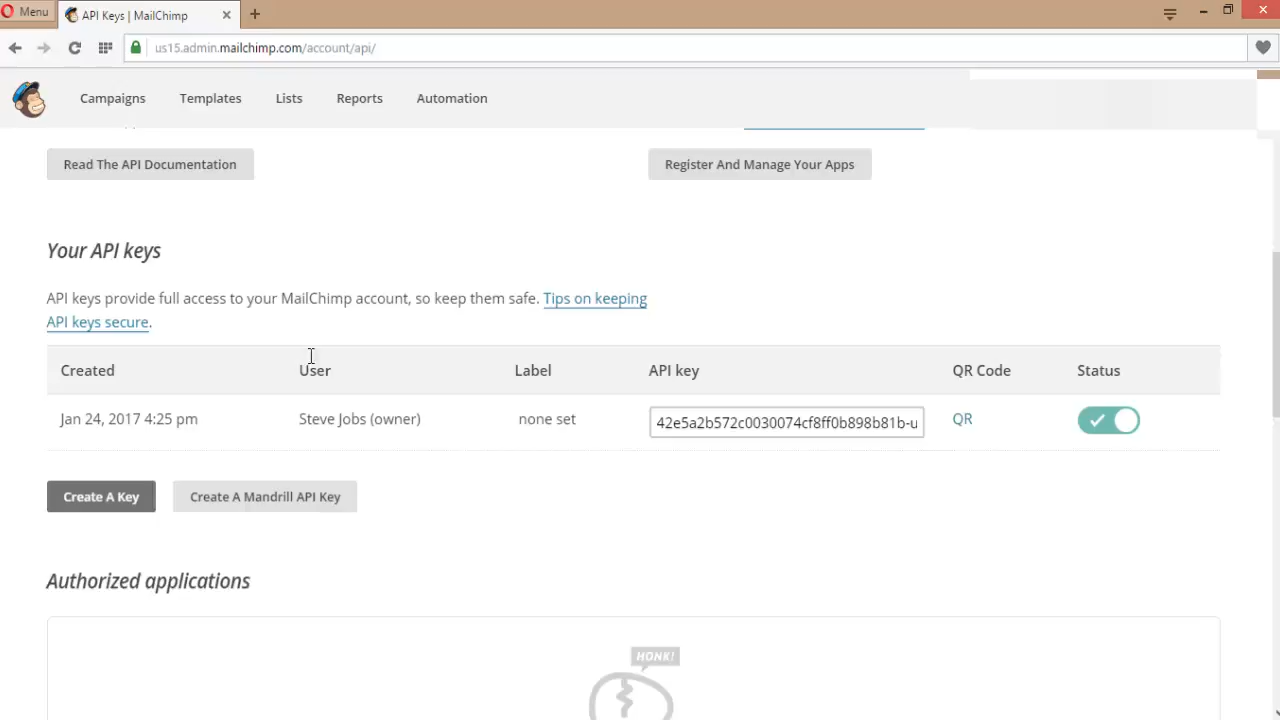 Menu
API Keys | MailChimp
us15.admin.mailchimp.com/account/api/
Campaigns Templates Lists Reports Automation
Read The API Documentation Register And Manage Your Apps
Your API keys
API keys provide full access to your MailChimp account, so keep them safe. Tips on keeping
API keys secure.
Created User Label API key QR Code Status
Jan 24, 2017 4:25 pm Steve Jobs (owner) none set 42e5a2b572c0030074cf8ff0b898b81b-u QR
Create A Key Create A Mandrill API Key
Authorized applications
HONK!